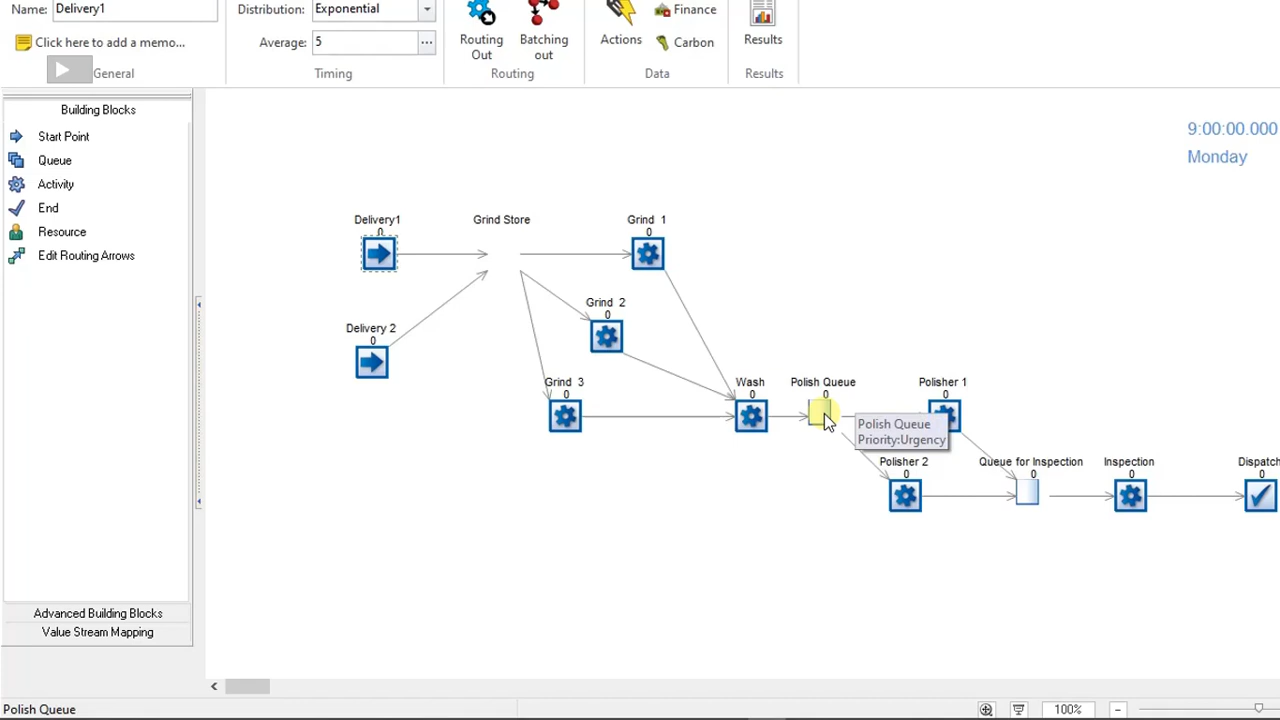 Name: Delivery1
Click here to add a memo...
General
Distribution: Exponential
Average: 5
Timing
Routing Out
Batching out
Routing
Actions
Finance
Carbon
Data
Results
Results
Building Blocks
Start Point
Queue
Activity
End
Resource
Edit Routing Arrows
Advanced Building Blocks
Value Stream Mapping
9:00:00.000
Monday
Delivery1
0
Grind Store
Grind 1
0
Grind 2
0
Delivery 2
0
Grind 3
0
Wash
0
Polish Queue
0
Polisher 1
0
Polish Queue
Priority:Urgency
Polisher 2
0
Queue for Inspection
0
Inspection
0
Dispatch
0
Polish Queue
100%